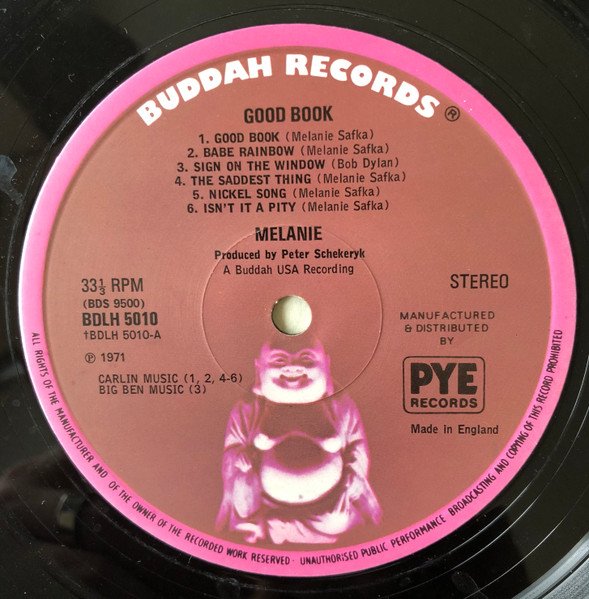 BUDDAH RECORDS ®
GOOD BOOK
1. GOOD BOOK (Melanie Safka)
2. BABE RAINBOW (Melanie Safka)
3. SIGN ON THE WINDOW (Bob Dylan)
4. THE SADDEST THING (Melanie Safka)
5. NICKEL SONG (Melanie Safka)
6. ISN'T IT A PITY (Melanie Safka)
MELANIE
Produced by Peter Schekeryk
A Buddah USA Recording
33⅓ RPM
(BDS 9500)
BDLH 5010
†BDLH 5010-A
℗ 1971
CARLIN MUSIC (1, 2, 4-6)
BIG BEN MUSIC (3)
STEREO
MANUFACTURED
& DISTRIBUTED
BY
PYE
RECORDS
Made in England
ALL RIGHTS OF THE MANUFACTURER AND OF THE OWNER OF THE RECORDED WORK RESERVED · UNAUTHORISED PUBLIC PERFORMANCE BROADCASTING AND COPYING OF THIS RECORD PROHIBITED